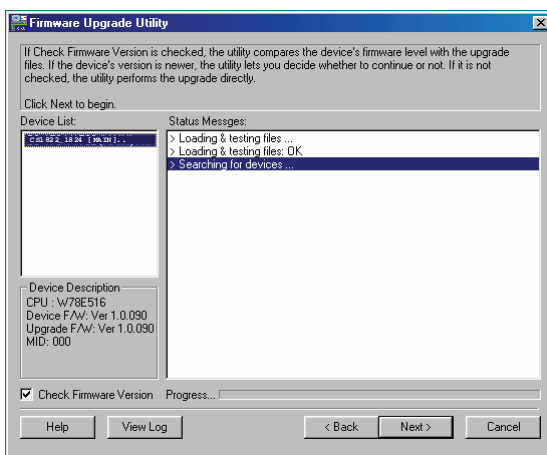 Firmware Upgrade Utility
If Check Firmware Version is checked, the utility compares the device's firmware level with the upgrade
files. If the device's version is newer, the utility lets you decide whether to continue or not. If it is not
checked, the utility performs the upgrade directly.
Click Next to begin.
Device List:
Status Messges:
CS1822_1824 [MAIN]..
> Loading & testing files ...
> Loading & testing files: OK
> Searching for devices ...
Device Description
CPU : W78E516
Device F/W: Ver 1.0.090
Upgrade F/W: Ver 1.0.090
MID: 000
Check Firmware Version
Progress...
Help
View Log
< Back
Next >
Cancel